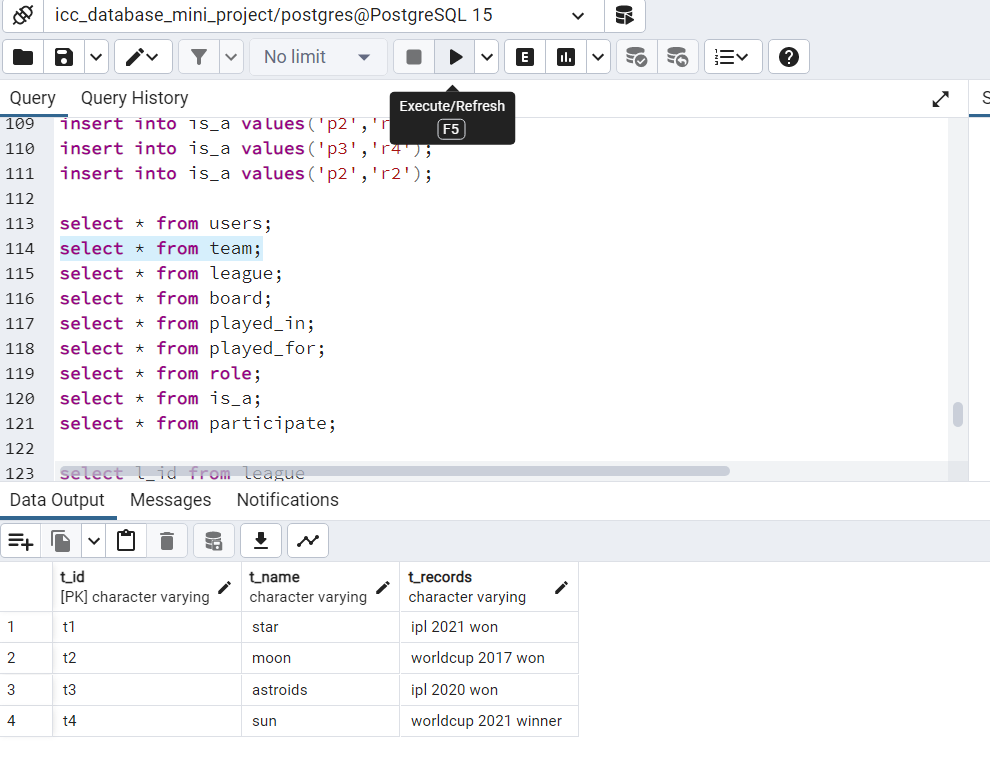 icc_database_mini_project/postgres@PostgreSQL 15
No limit
E
Query Query History
Execute/Refresh
F5
S
109 insert into is_a values('p2','r
110 insert into is_a values('p3','r4');
111 insert into is_a values('p2','r2');
112
113 select * from users;
114 select * from team;
115 select * from league;
116 select * from board;
117 select * from played_in;
118 select * from played_for;
119 select * from role;
120 select * from is_a;
121 select * from participate;
122
123 select l_id from league
Data Output Messages Notifications
t_id t_name t_records
[PK] character varying character varying character varying
1 t1 star ipl 2021 won
2 t2 moon worldcup 2017 won
3 t3 astroids ipl 2020 won
4 t4 sun worldcup 2021 winner